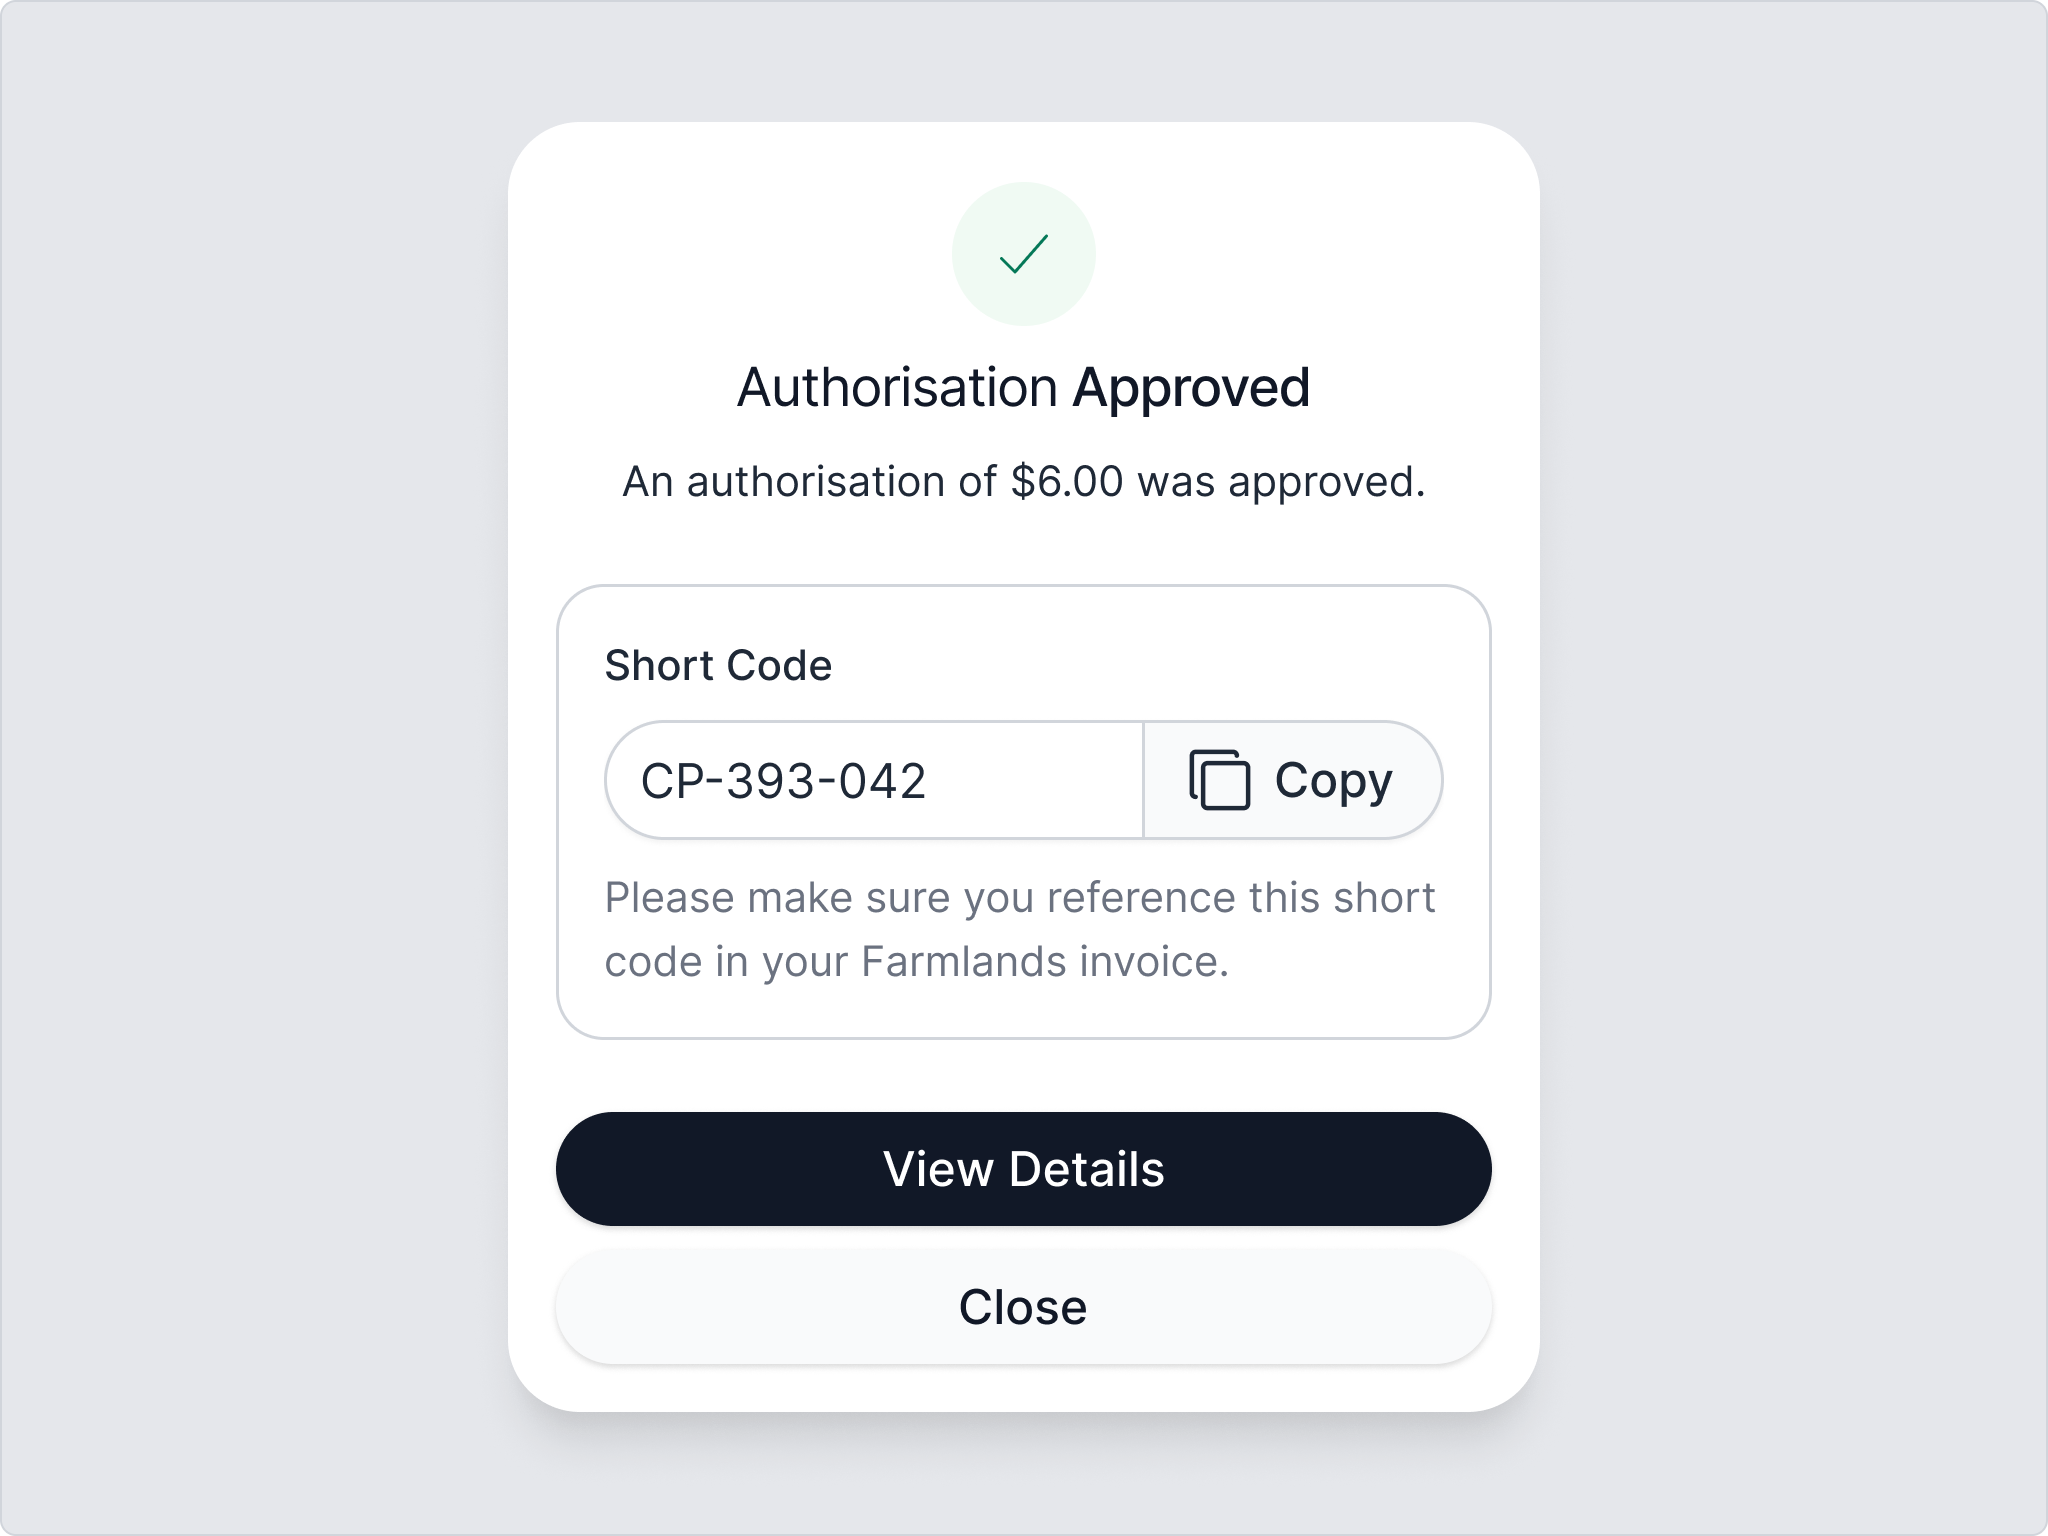 Authorisation Approved
An authorisation of $6.00 was approved.
Short Code
CP-393-042
Copy
Please make sure you reference this short
code in your Farmlands invoice.
View Details
Close